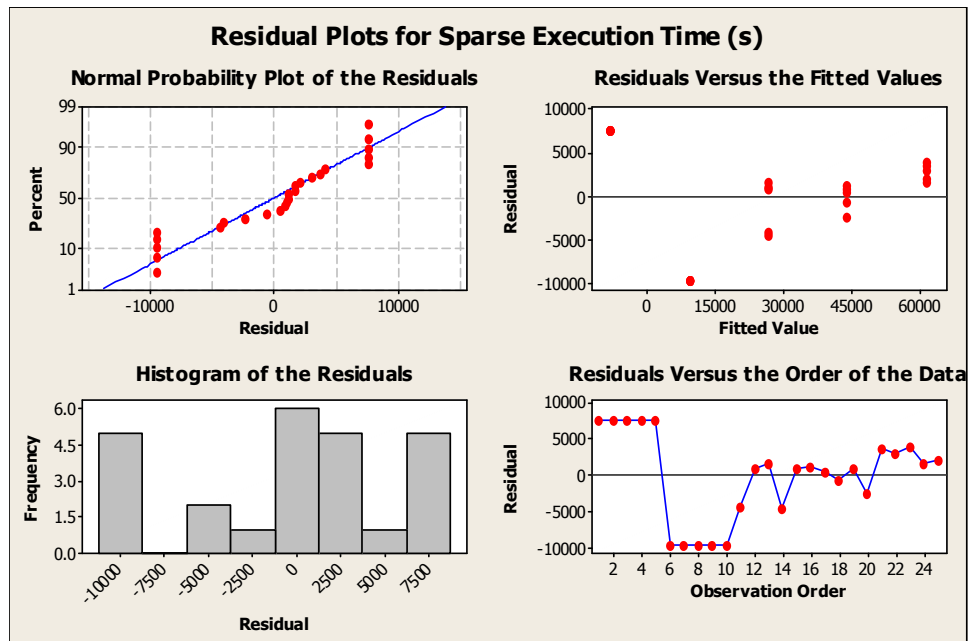 Residual Plots for Sparse Execution Time (s)
Normal Probability Plot of the Residuals
99
90
50
10
1
Percent
-10000 0 10000
Residual
Residuals Versus the Fitted Values
10000
5000
0
-5000
-10000
Residual
0 15000 30000 45000 60000
Fitted Value
Histogram of the Residuals
6.0
4.5
3.0
1.5
0.0
Frequency
-10000 -7500 -5000 -2500 0 2500 5000 7500
Residual
Residuals Versus the Order of the Data
10000
5000
0
-5000
-10000
Residual
2 4 6 8 10 12 14 16 18 20 22 24
Observation Order